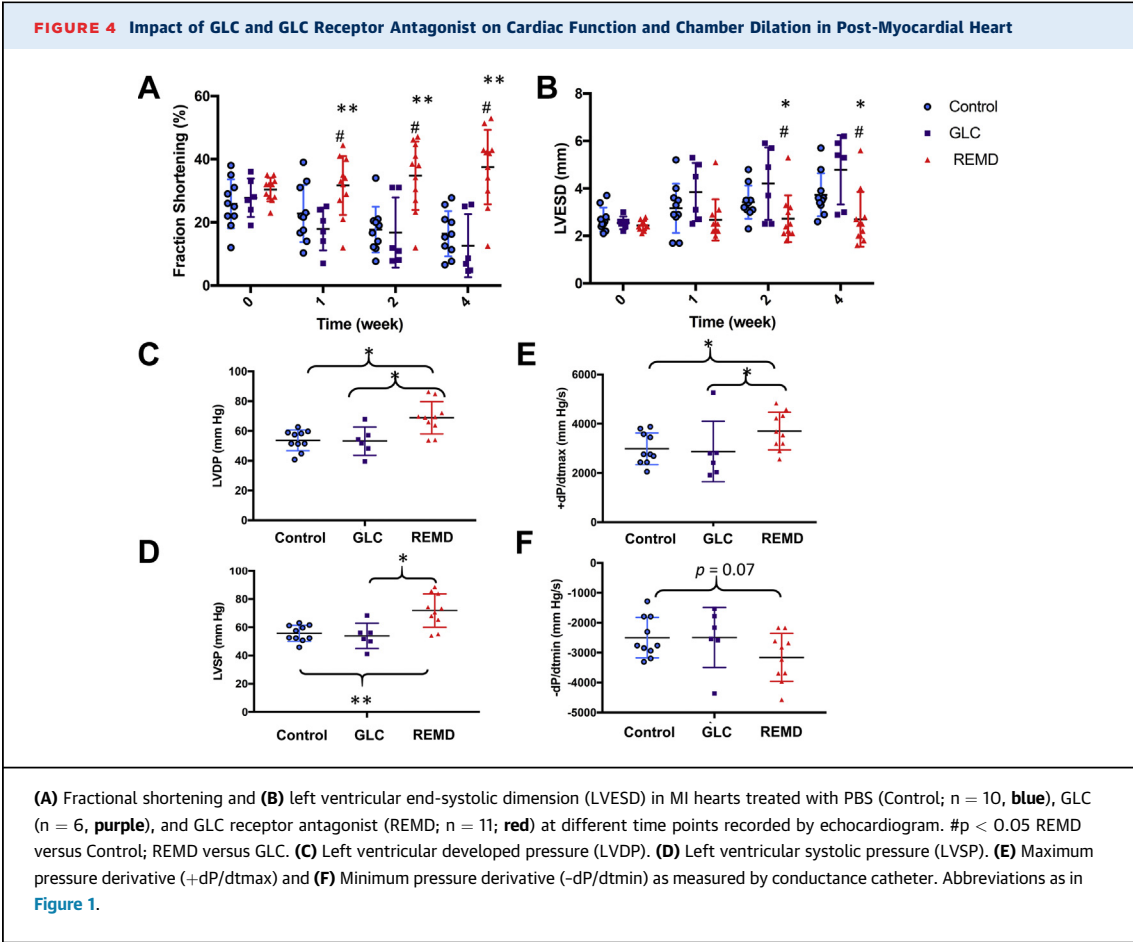 FIGURE 4 Impact of GLC and GLC Receptor Antagonist on Cardiac Function and Chamber Dilation in Post-Myocardial Heart
A
Fraction Shortening (%)
60
40
20
0
**
#
**
#
**
#
0
1
2
4
Time (week)
B
LVESD (mm)
8
6
4
2
0
*
#
*
#
0
1
2
4
Time (week)
Control
GLC
REMD
C
LVDP (mm Hg)
100
80
60
40
20
0
*
*
Control GLC REMD
E
+dP/dtmax (mm Hg/s)
6000
4000
2000
0
*
*
Control GLC REMD
D
LVSP (mm Hg)
100
80
60
40
20
0
*
**
Control GLC REMD
F
-dP/dtmin (mm Hg/s)
0
-1000
-2000
-3000
-4000
-5000
p = 0.07
Control GLC REMD
(A) Fractional shortening and (B) left ventricular end-systolic dimension (LVESD) in MI hearts treated with PBS (Control; n = 10, blue), GLC
(n = 6, purple), and GLC receptor antagonist (REMD; n = 11; red) at different time points recorded by echocardiogram. #p < 0.05 REMD
versus Control; REMD versus GLC. (C) Left ventricular developed pressure (LVDP). (D) Left ventricular systolic pressure (LVSP). (E) Maximum
pressure derivative (+dP/dtmax) and (F) Minimum pressure derivative (–dP/dtmin) as measured by conductance catheter. Abbreviations as in
Figure 1.